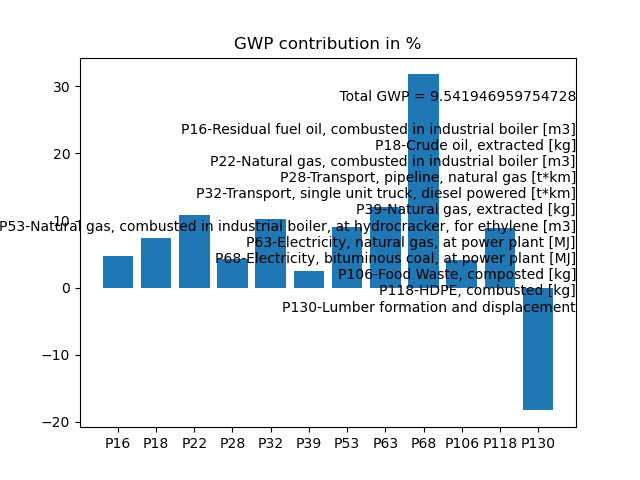 GWP contribution in %
30
20
10
0
−10
−20
Total GWP = 9.541946959754728
P16-Residual fuel oil, combusted in industrial boiler [m3]
P18-Crude oil, extracted [kg]
P22-Natural gas, combusted in industrial boiler [m3]
P28-Transport, pipeline, natural gas [t*km]
P32-Transport, single unit truck, diesel powered [t*km]
P39-Natural gas, extracted [kg]
P53-Natural gas, combusted in industrial boiler, at hydrocracker, for ethylene [m3]
P63-Electricity, natural gas, at power plant [MJ]
P68-Electricity, bituminous coal, at power plant [MJ]
P106-Food Waste, composted [kg]
P118-HDPE, combusted [kg]
P130-Lumber formation and displacement
P16 P18 P22 P28 P32 P39 P53 P63 P68 P106 P118 P130